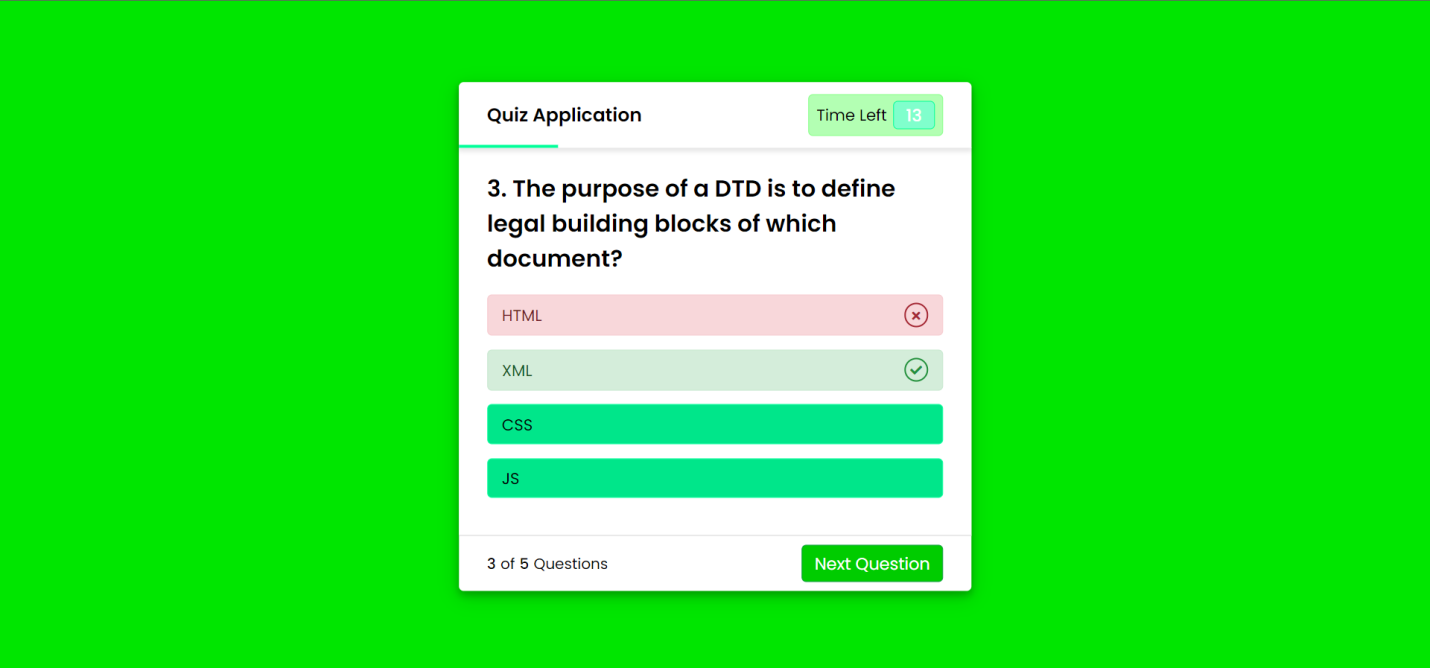 Quiz Application
Time Left 13
3. The purpose of a DTD is to define
legal building blocks of which
document?
HTML
XML
CSS
JS
3 of 5 Questions
Next Question